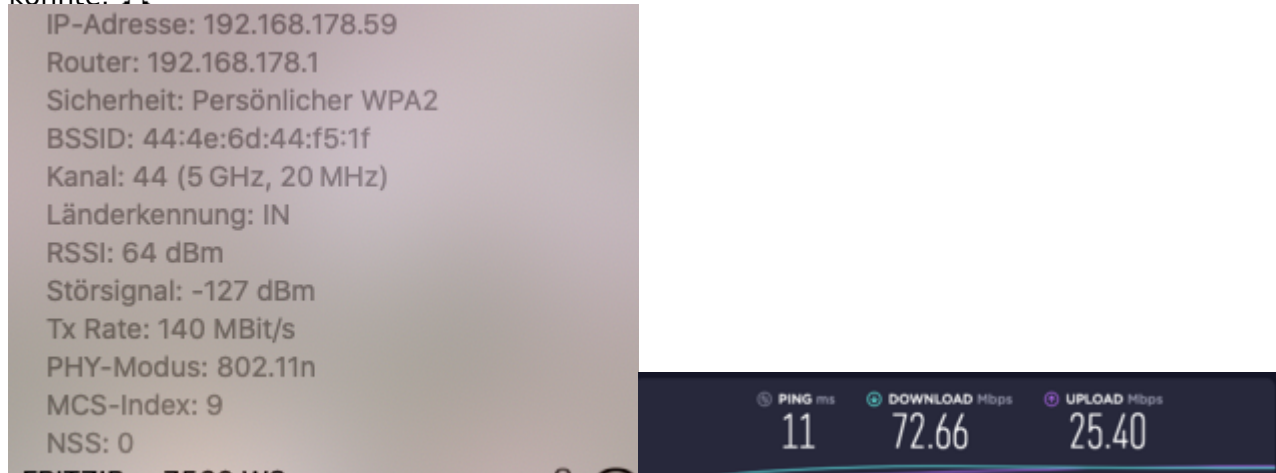 IP-Adresse: 192.168.178.59
Router: 192.168.178.1
Sicherheit: Persönlicher WPA2
BSSID: 44:4e:6d:44:f5:1f
Kanal: 44 (5 GHz, 20 MHz)
Länderkennung: IN
RSSI: 64 dBm
Störsignal: -127 dBm
Tx Rate: 140 MBit/s
PHY-Modus: 802.11n
MCS-Index: 9
NSS: 0
PING ms
11
DOWNLOAD Mbps
72.66
UPLOAD Mbps
25.40